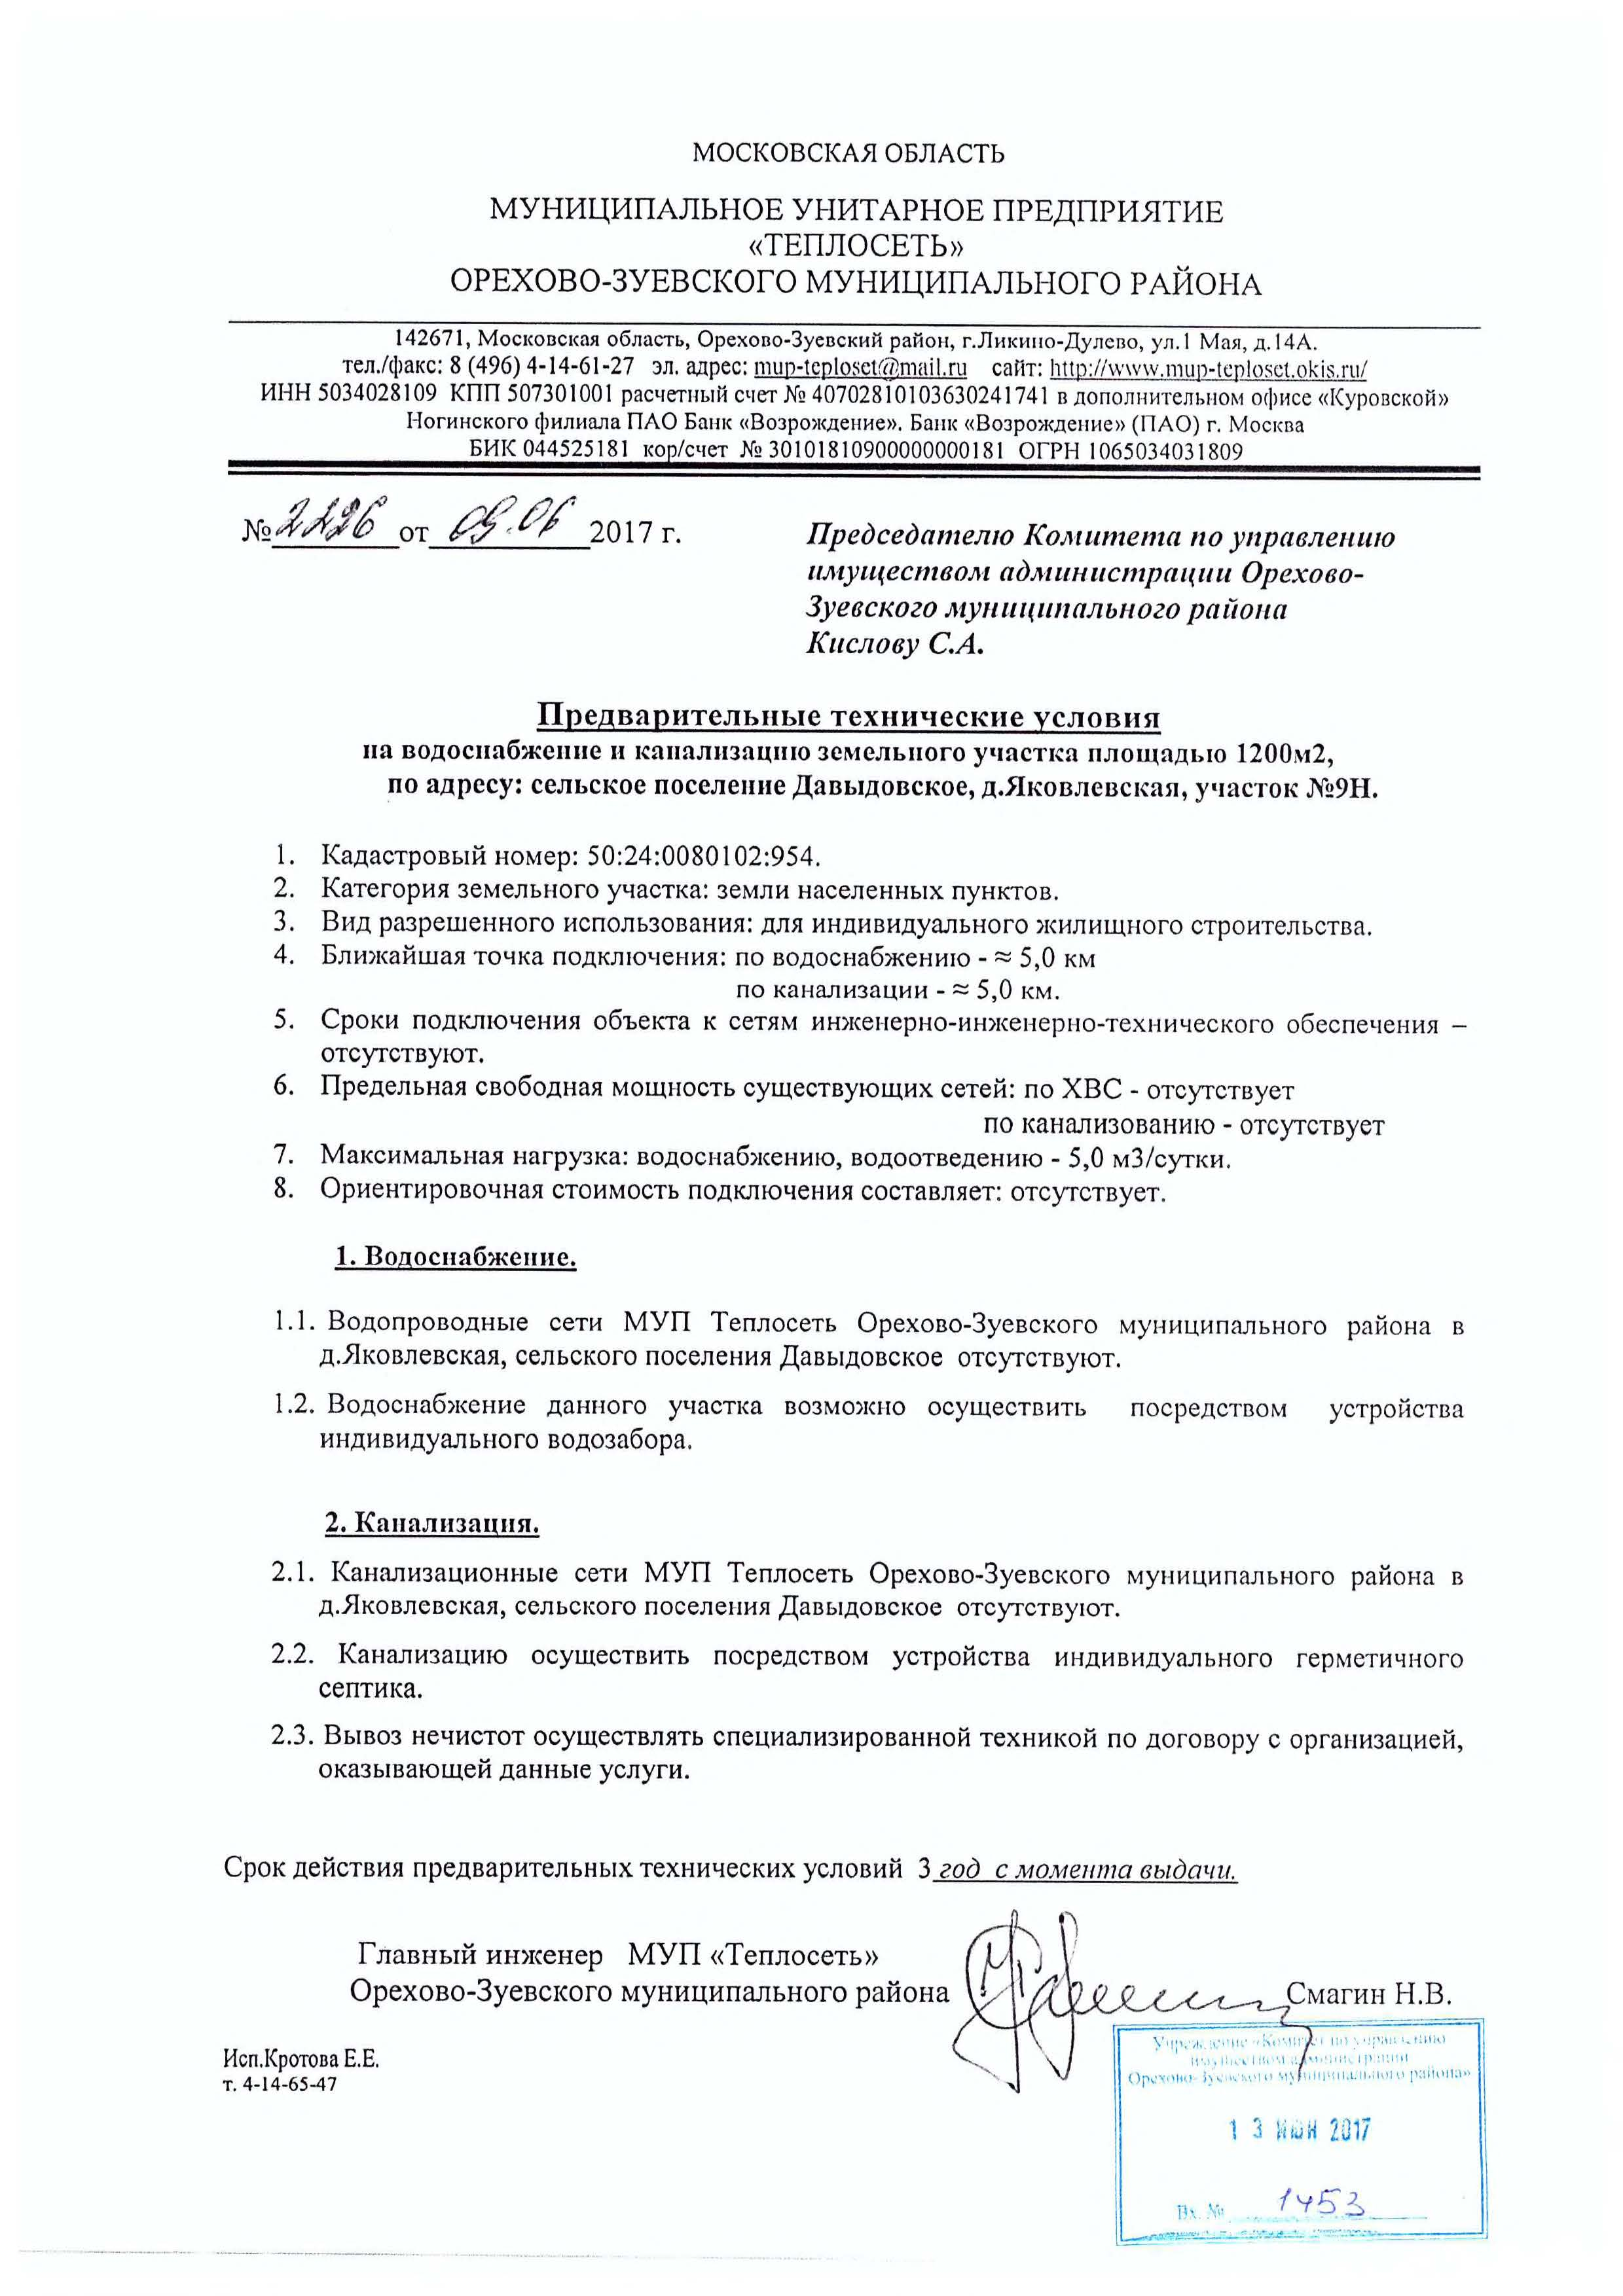 МОСКОВСКАЯ ОБЛАСТЬ
МУНИЦИПАЛЬНОЕ УНИТАРНОЕ ПРЕДПРИЯТИЕ
«ТЕПЛОСЕТЬ»
ОРЕХОВО-ЗУЕВСКОГО МУНИЦИПАЛЬНОГО РАЙОНА
142671, Московская область, Орехово-Зуевский район, г.Ликино-Дулево, ул.1 Мая, д.14А.
тел./факс: 8 (496) 4-14-61-27 эл. адрес: mup-teploset@mail.ru сайт: http://www.mup-teploset.okis.ru/
ИНН 5034028109 КПП 507301001 расчетный счет № 40702810103630241741 в дополнительном офисе «Куровской»
Ногинского филиала ПАО Банк «Возрождение». Банк «Возрождение» (ПАО) г. Москва
БИК 044525181 кор/счет № 30101810900000000181 ОГРН 1065034031809
№ 2226 от 09.06 2017 г.
Председателю Комитета по управлению
имуществом администрации Орехово-
Зуевского муниципального района
Кислову С.А.
Предварительные технические условия
на водоснабжение и канализацию земельного участка площадью 1200м2,
по адресу: сельское поселение Давыдовское, д.Яковлевская, участок №9Н.
1. Кадастровый номер: 50:24:0080102:954.
2. Категория земельного участка: земли населенных пунктов.
3. Вид разрешенного использования: для индивидуального жилищного строительства.
4. Ближайшая точка подключения: по водоснабжению - ≈ 5,0 км
по канализации - ≈ 5,0 км.
5. Сроки подключения объекта к сетям инженерно-инженерно-технического обеспечения –
отсутствуют.
6. Предельная свободная мощность существующих сетей: по ХВС - отсутствует
по канализованию - отсутствует
7. Максимальная нагрузка: водоснабжению, водоотведению - 5,0 м3/сутки.
8. Ориентировочная стоимость подключения составляет: отсутствует.
1. Водоснабжение.
1.1. Водопроводные сети МУП Теплосеть Орехово-Зуевского муниципального района в
д.Яковлевская, сельского поселения Давыдовское отсутствуют.
1.2. Водоснабжение данного участка возможно осуществить посредством устройства
индивидуального водозабора.
2. Канализация.
2.1. Канализационные сети МУП Теплосеть Орехово-Зуевского муниципального района в
д.Яковлевская, сельского поселения Давыдовское отсутствуют.
2.2. Канализацию осуществить посредством устройства индивидуального герметичного
септика.
2.3. Вывоз нечистот осуществлять специализированной техникой по договору с организацией,
оказывающей данные услуги.
Срок действия предварительных технических условий 3 год с момента выдачи.
Главный инженер МУП «Теплосеть»
Орехово-Зуевского муниципального района Смагин Н.В.
Исп.Кротова Е.Е.
т. 4-14-65-47
Учреждение «Комитет по управлению
имуществом администрации
Орехово-Зуевского муниципального района»
13 ИЮН 2017
Вх. № 1453